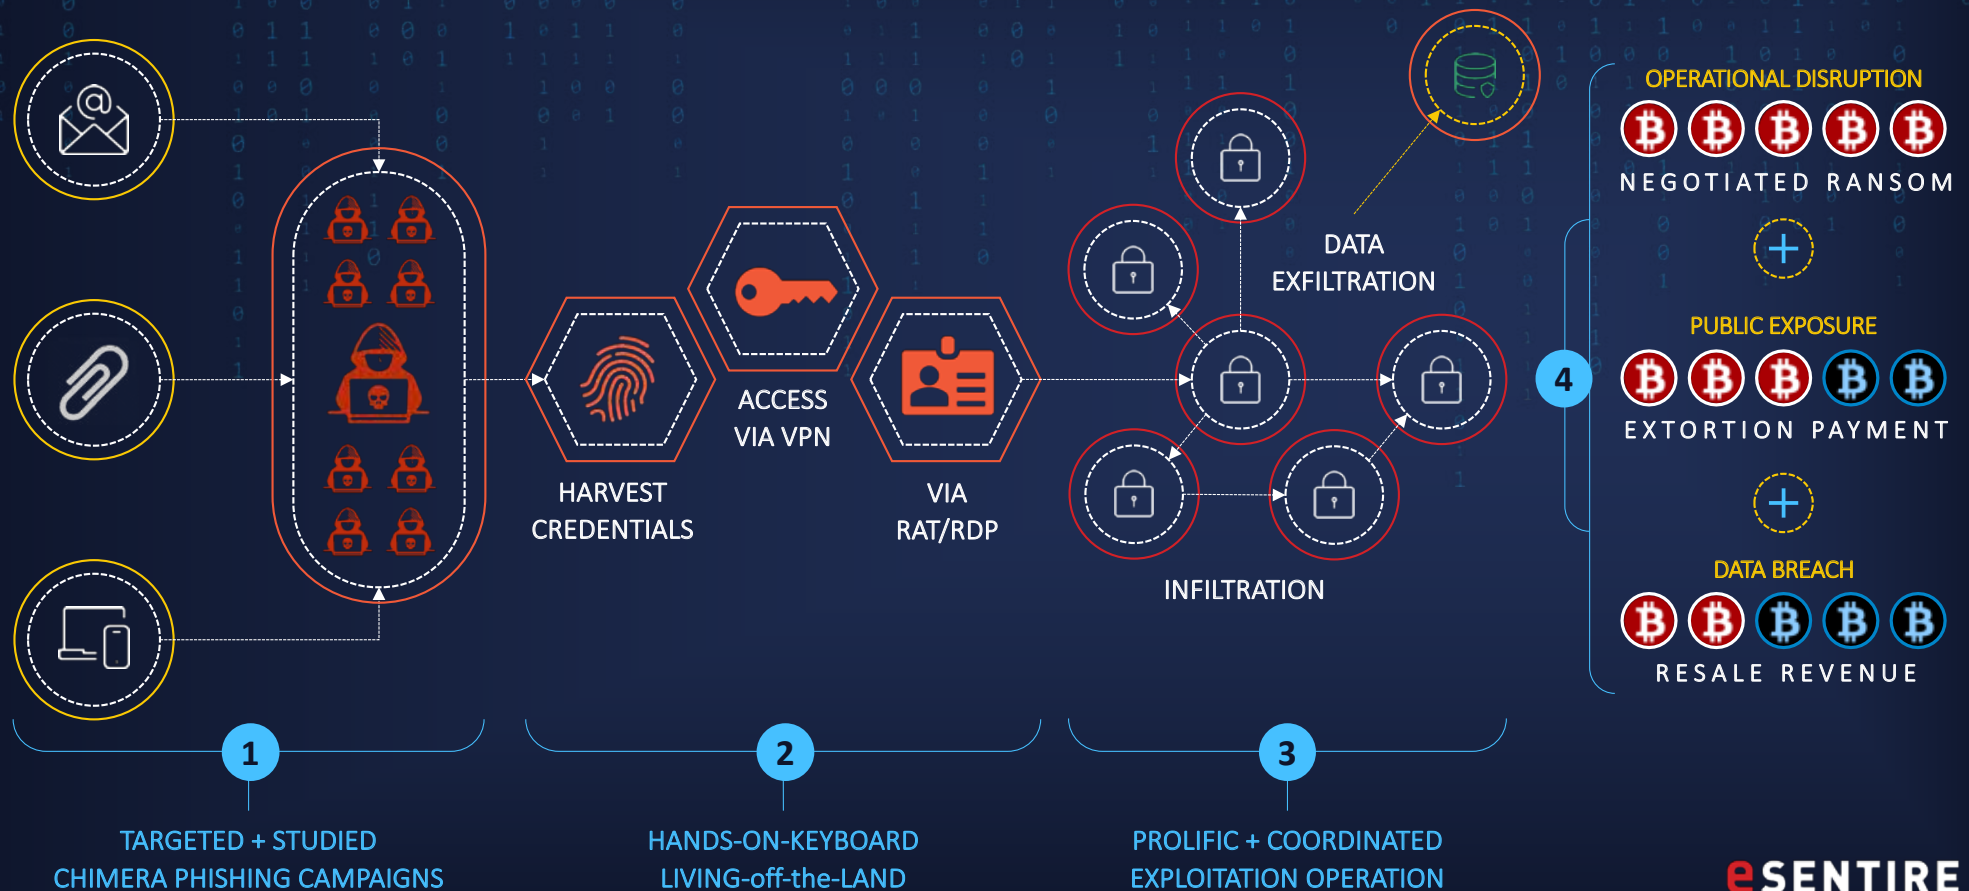 OPERATIONAL DISRUPTION
NEGOTIATED RANSOM
DATA
EXFILTRATION
PUBLIC EXPOSURE
4
EXTORTION PAYMENT
ACCESS
VIA VPN
HARVEST
CREDENTIALS
VIA
RAT/RDP
INFILTRATION
DATA BREACH
RESALE REVENUE
1
2
3
TARGETED + STUDIED
CHIMERA PHISHING CAMPAIGNS
HANDS-ON-KEYBOARD
LIVING-off-the-LAND
PROLIFIC + COORDINATED
EXPLOITATION OPERATION
eSENTIRE